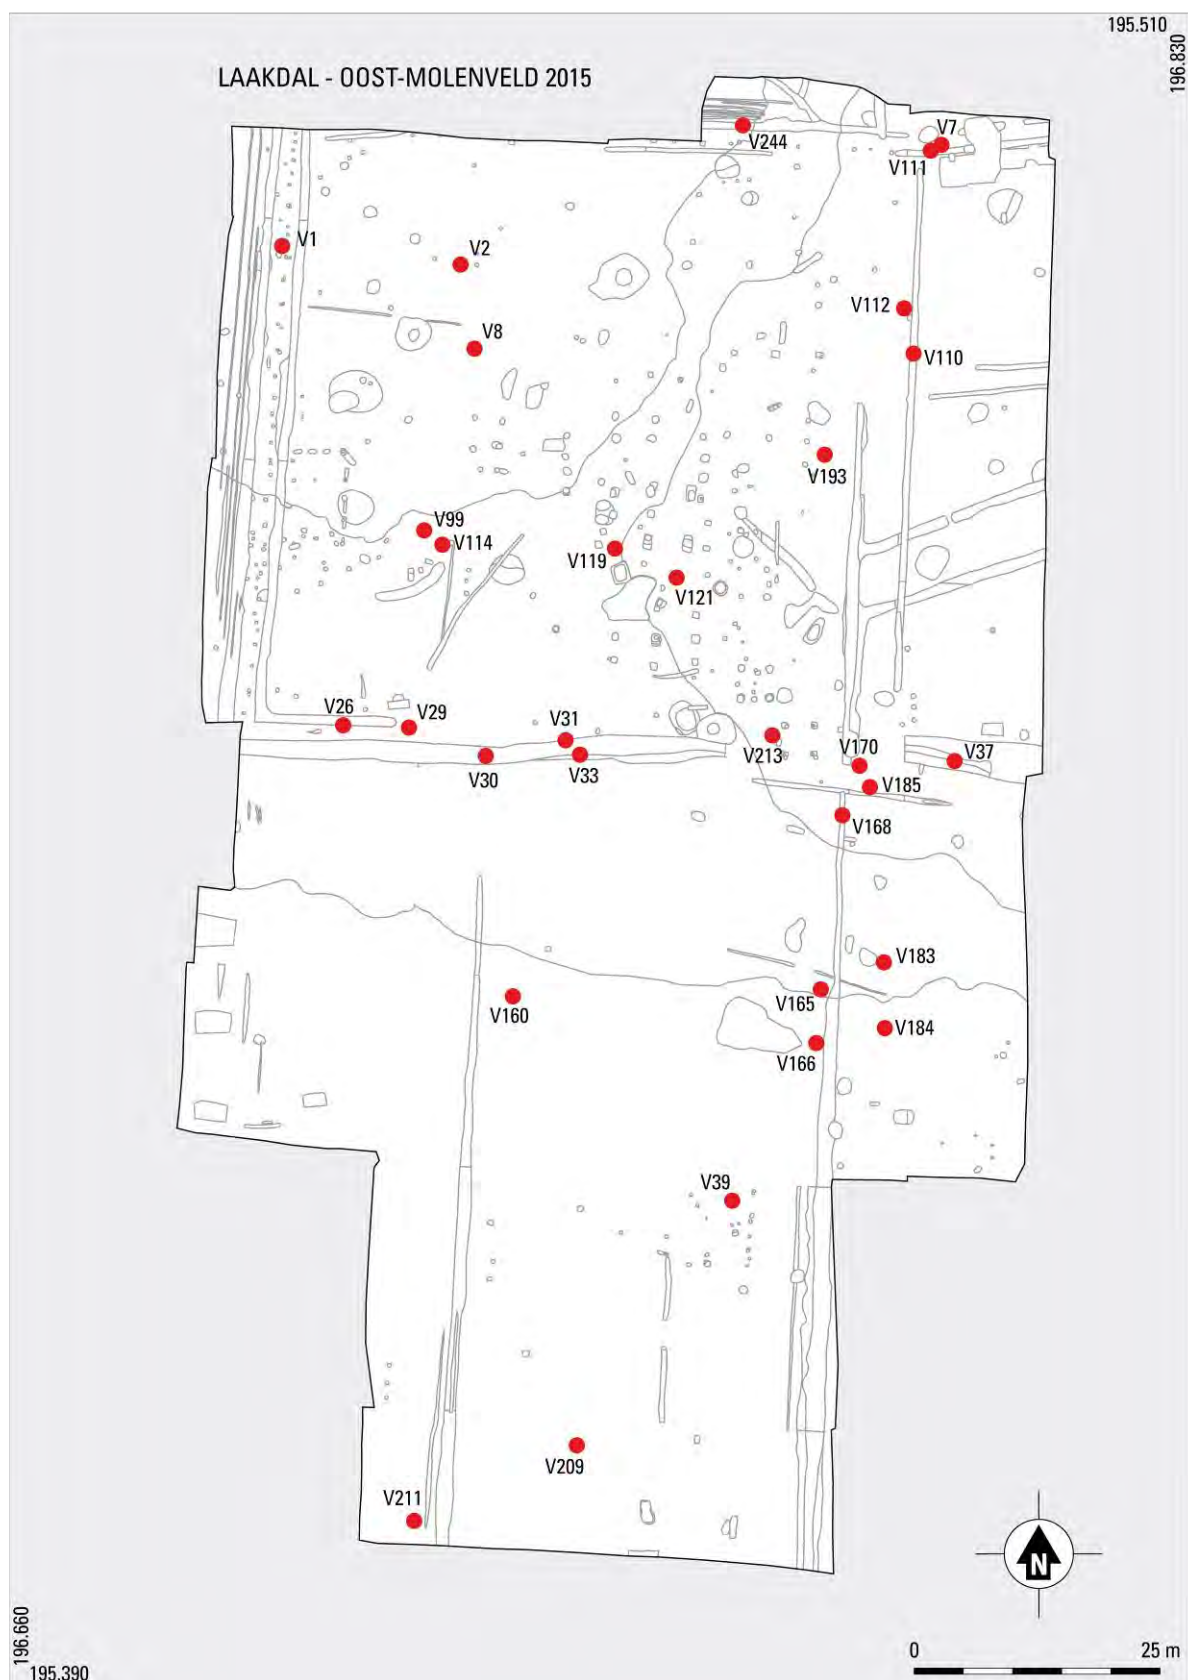 195.510
196.830
LAAKDAL - OOST-MOLENVELD 2015
V244
V7
V111
V1
V2
V112
V8
V110
V193
V99
V114
V119
V121
V26
V29
V31
V213
V170
V37
V30
V33
V185
V168
V183
V165
V160
V184
V166
V39
V209
V211
N
196.660
195.390
0 25 m